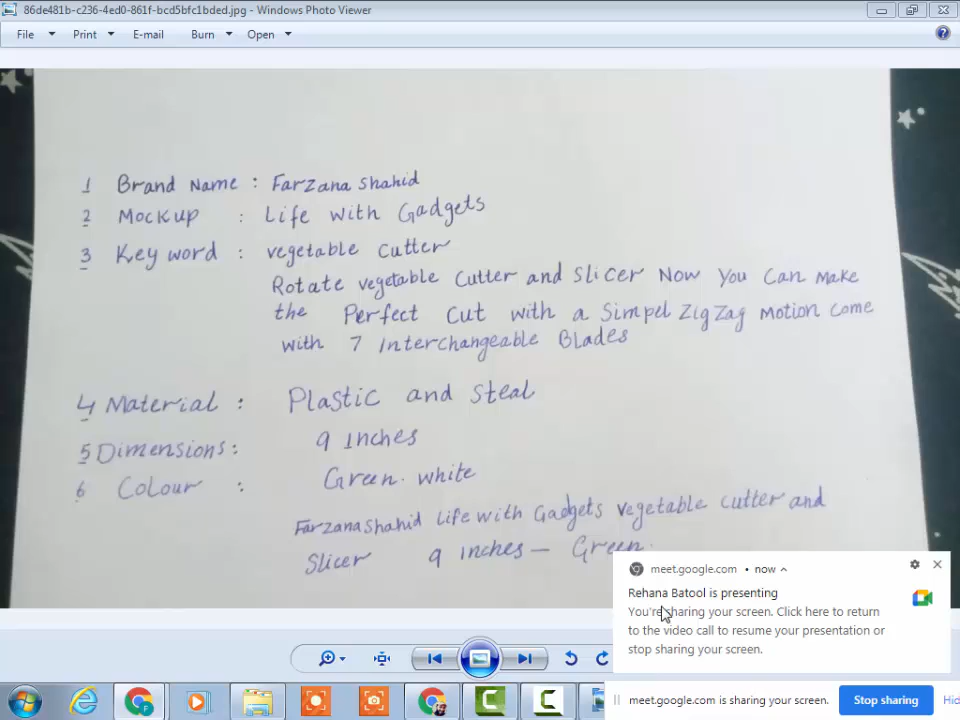 86de481b-c236-4ed0-861f-bcd5bfc1bded.jpg - Windows Photo Viewer
File Print E-mail Burn Open
1 Brand Name : Farzana Shahid
2 Mockup : Life with Gadgets
3 Key word : vegetable Cutter
Rotate vegetable Cutter and Slicer Now You Can Make
the Perfect Cut with a Simpel ZigZag Motion come
with 7 Interchangeable Blades
4 Material : Plastic and Steal
5 Dimensions : 9 Inches
6 Colour : Green. white
Farzana Shahid Life with Gadgets vegetable Cutter and
Slicer 9 inches - Green.
meet.google.com • now
Rehana Batool is presenting
You're sharing your screen. Click here to return
to the video call to resume your presentation or
stop sharing your screen.
meet.google.com is sharing your screen. Stop sharing Hid